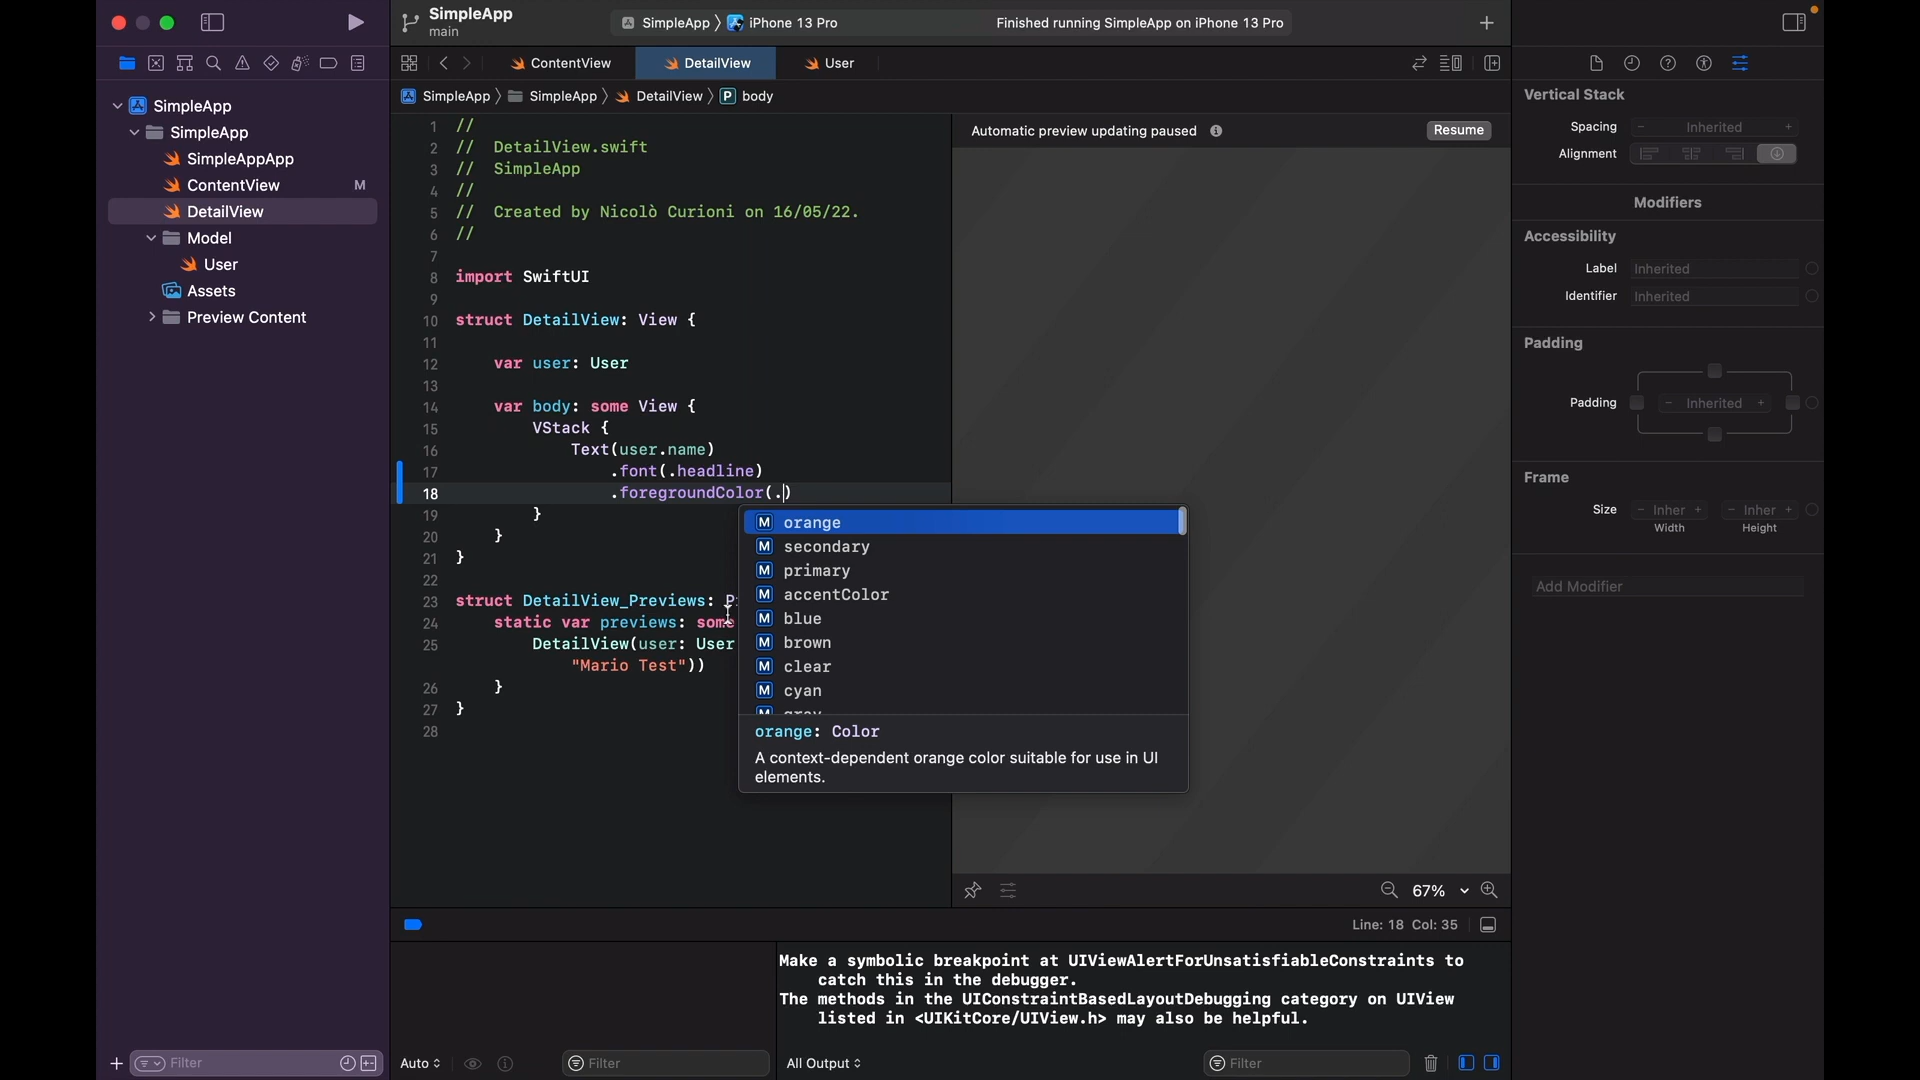 SimpleApp
main
SimpleApp
iPhone 13 Pro
Finished running SimpleApp on iPhone 13 Pro
ContentView
DetailView
User
SimpleApp
SimpleApp
DetailView
P
body
SimpleApp
SimpleApp
SimpleAppApp
ContentView M
DetailView
Model
User
Assets
Preview Content
Filter
1 //
2 // DetailView.swift
3 // SimpleApp
4 //
5 // Created by Nicolò Curioni on 16/05/22.
6 //
7
8 import SwiftUI
9
10 struct DetailView: View {
11
12 var user: User
13
14 var body: some View {
15 VStack {
16 Text(user.name)
17 .font(.headline)
18 .foregroundColor(.)
19 }
20 }
21 }
22
23 struct DetailView_Previews: P
24 static var previews: some
25 DetailView(user: User
"Mario Test"))
26 }
27 }
28
M orange
M secondary
M primary
M accentColor
M blue
M brown
M clear
M cyan
M gray
orange: Color
A context-dependent orange color suitable for use in UI
elements.
Automatic preview updating paused
Resume
67%
Line: 18 Col: 35
Make a symbolic breakpoint at UIViewAlertForUnsatisfiableConstraints to
catch this in the debugger.
The methods in the UIConstraintBasedLayoutDebugging category on UIView
listed in <UIKitCore/UIView.h> may also be helpful.
Auto
Filter
All Output
Filter
Vertical Stack
Spacing - Inherited +
Alignment
Modifiers
Accessibility
Label Inherited
Identifier Inherited
Padding
Padding - Inherited +
Frame
Size - Inher + - Inher +
Width Height
Add Modifier